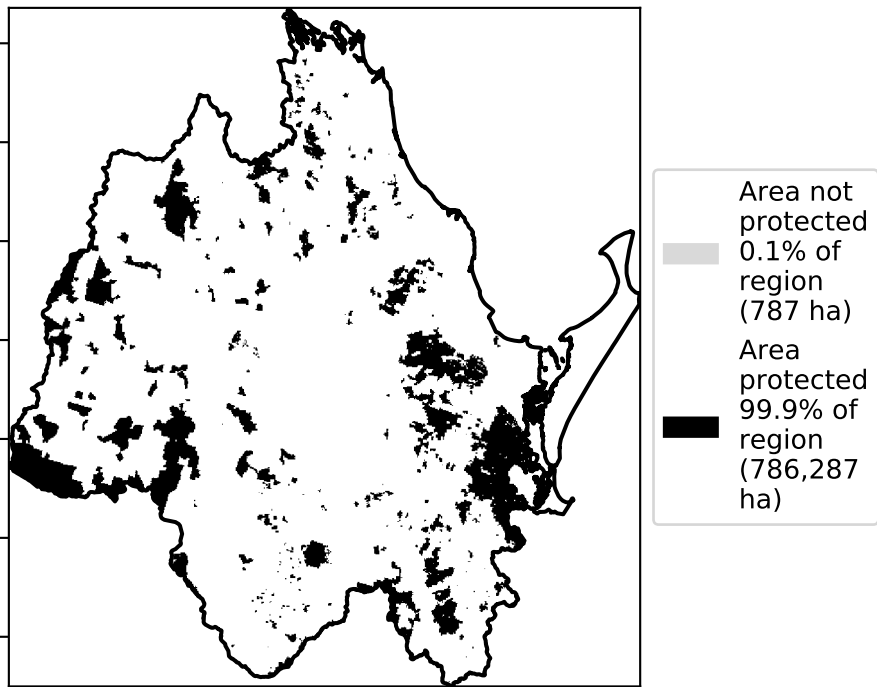 Area not
protected
0.1% of
region
(787 ha)
Area
protected
99.9% of
region
(786,287
ha)